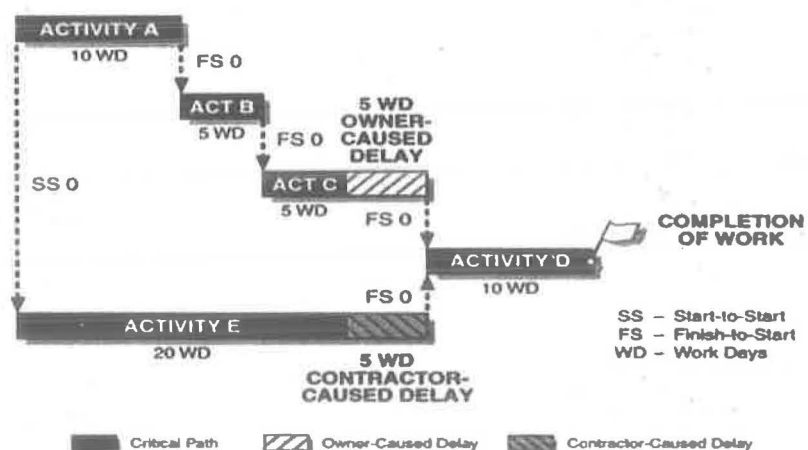 ACTIVITY A
10 WD
FS 0
ACT B
5 WD
FS 0
5 WD
OWNER-
CAUSED
DELAY
SS 0
ACT C
5 WD
FS 0
COMPLETION
OF WORK
ACTIVITY D
10 WD
FS 0
ACTIVITY E
20 WD
5 WD
CONTRACTOR-
CAUSED DELAY
SS – Start-to-Start
FS – Finish-to-Start
WD – Work Days
Critical Path
Owner-Caused Delay
Contractor-Caused Delay